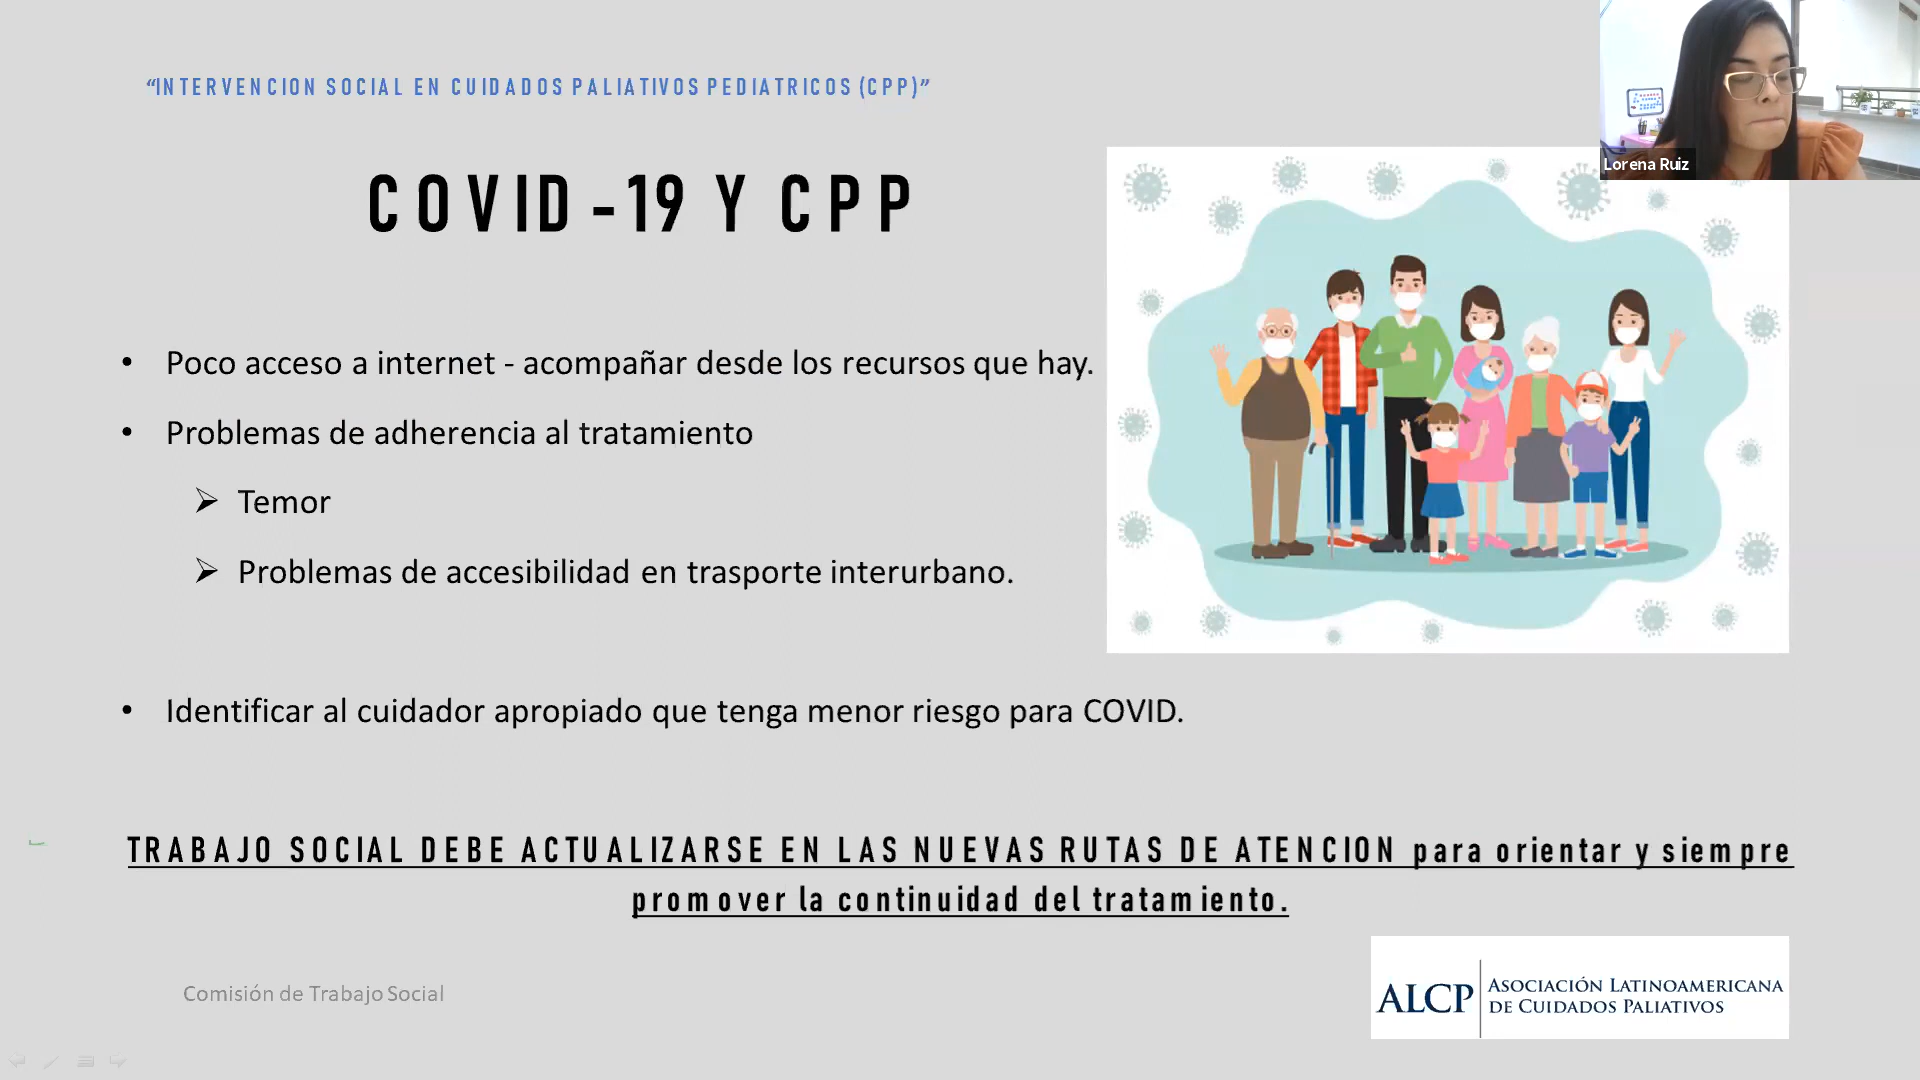 “INTERVENCION SOCIAL EN CUIDADOS PALIATIVOS PEDIATRICOS (CPP)”
Lorena Ruiz
COVID -19 Y CPP
• Poco acceso a internet - acompañar desde los recursos que hay.
• Problemas de adherencia al tratamiento
➢ Temor
➢ Problemas de accesibilidad en trasporte interurbano.
• Identificar al cuidador apropiado que tenga menor riesgo para COVID.
TRABAJO SOCIAL DEBE ACTUALIZARSE EN LAS NUEVAS RUTAS DE ATENCION para orientar y siempre
promover la continuidad del tratamiento.
Comisión de Trabajo Social
ALCP
ASOCIACIÓN LATINOAMERICANA
DE CUIDADOS PALIATIVOS